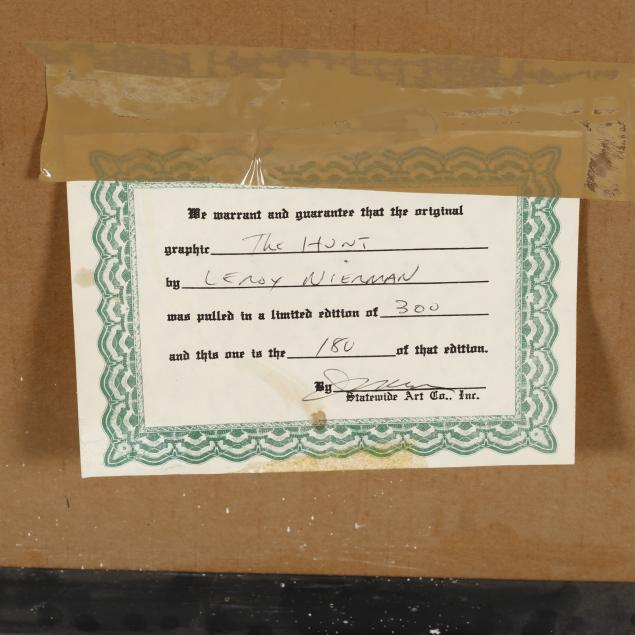 We warrant and guarantee that the original
graphic The Hunt
by LEROY NIERMAN
was pulled in a limited edition of 300
and this one is the 180 of that edition.
By
Statewide Art Co., Inc.